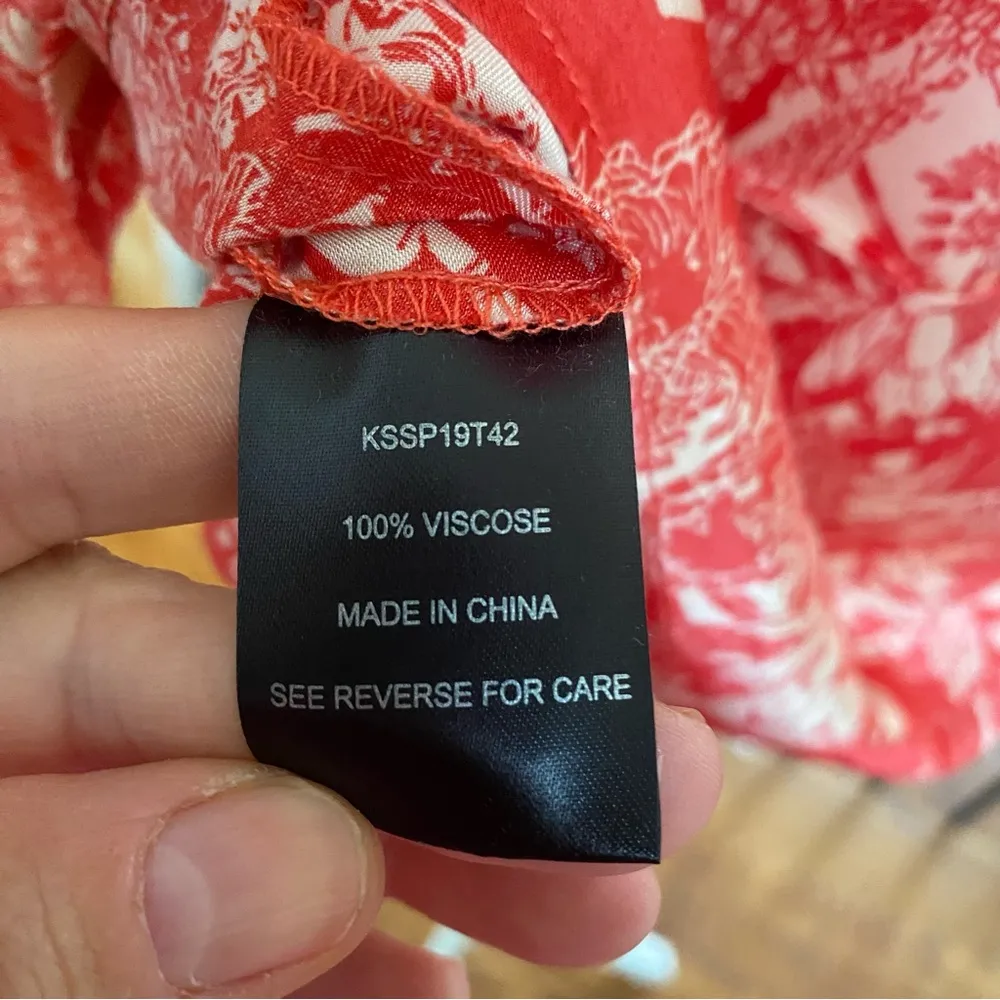 KSSP19T42
100% VISCOSE
MADE IN CHINA
SEE REVERSE FOR CARE